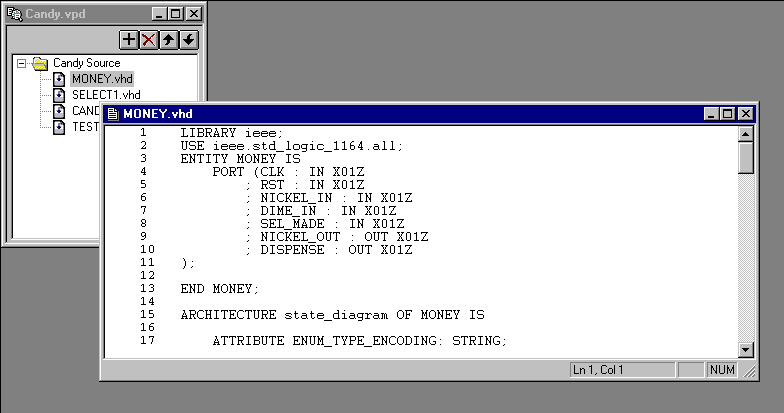 Candy.vpd
Candy Source
MONEY.vhd
SELECT1.vhd
CAND
TEST
MONEY.vhd
1 LIBRARY ieee;
2 USE ieee.std_logic_1164.all;
3 ENTITY MONEY IS
4 PORT (CLK : IN X01Z
5 ; RST : IN X01Z
6 ; NICKEL_IN : IN X01Z
7 ; DIME_IN : IN X01Z
8 ; SEL_MADE : IN X01Z
9 ; NICKEL_OUT : OUT X01Z
10 ; DISPENSE : OUT X01Z
11 );
12
13 END MONEY;
14
15 ARCHITECTURE state_diagram OF MONEY IS
16
17 ATTRIBUTE ENUM_TYPE_ENCODING: STRING;
Ln 1, Col 1 NUM